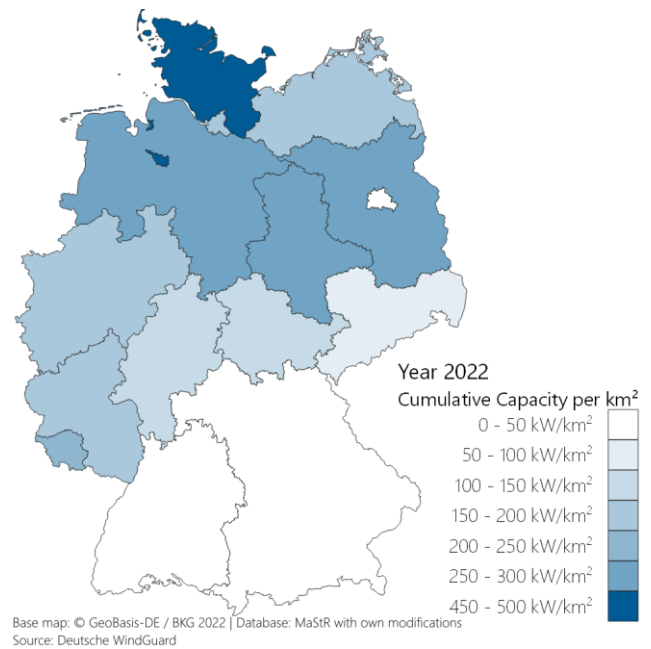 Year 2022
Cumulative Capacity per km²
0 - 50 kW/km²
50 - 100 kW/km²
100 - 150 kW/km²
150 - 200 kW/km²
200 - 250 kW/km²
250 - 300 kW/km²
450 - 500 kW/km²
Base map: © GeoBasis-DE / BKG 2022 | Database: MaStR with own modifications
Source: Deutsche WindGuard